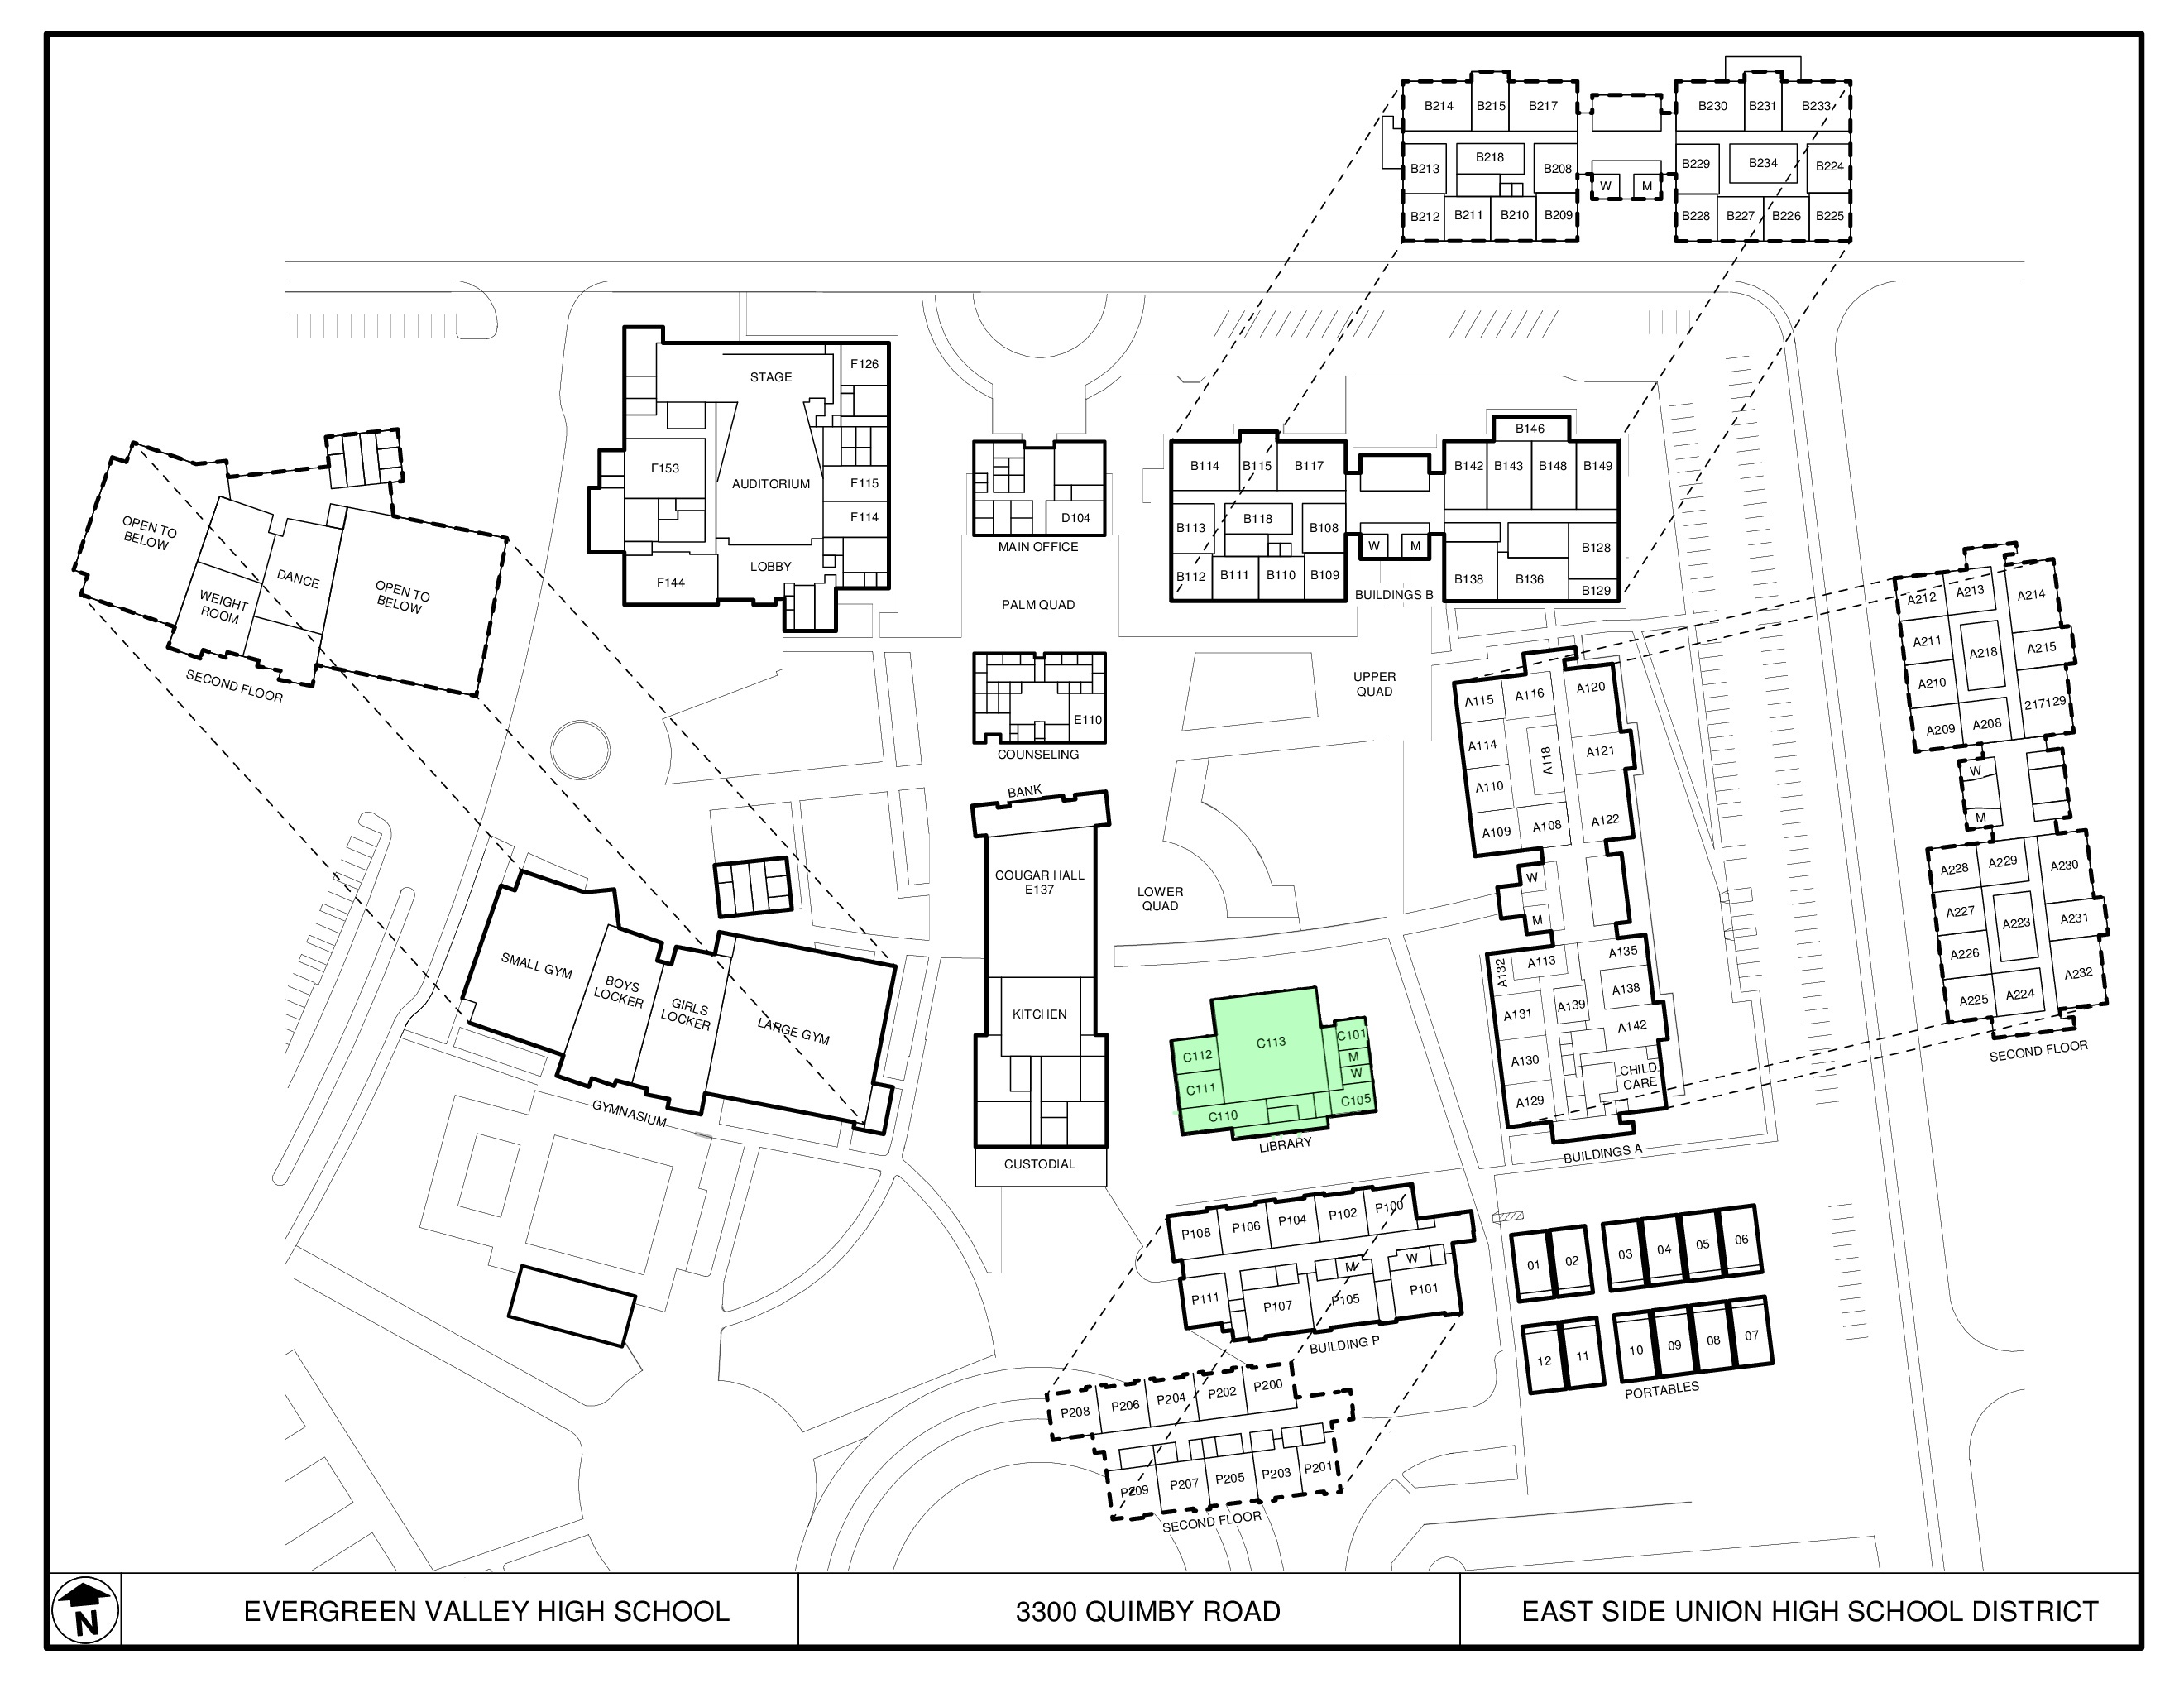 B214 B215 B217 B230 B231 B233
B213 B218 B208 W M B229 B234 B224
B212 B211 B210 B209 B228 B227 B226 B225
STAGE F126
F153 AUDITORIUM F115
F114
F144 LOBBY
D104
MAIN OFFICE
PALM QUAD
B114 B115 B117 B142 B143 B146 B148 B149
B113 B118 B108 W M B128
B112 B111 B110 B109 B138 B136 B129
BUILDINGS B
OPEN TO
BELOW
WEIGHT
ROOM
DANCE
OPEN TO
BELOW
SECOND FLOOR
E110
COUNSELING
UPPER
QUAD
BANK
COUGAR HALL
E137
KITCHEN
CUSTODIAL
LOWER
QUAD
A115 A116 A120
A114 A118 A121
A110
A109 A108 A122
W
M
A132 A113 A135
A131 A139 A138
A142
A130
CHILD
CARE
A129
BUILDINGS A
A212 A213 A214
A211 A218 A215
A210
A209 A208 217129
W
M
A228 A229 A230
A227 A223 A231
A226 A232
A225 A224
SECOND FLOOR
SMALL GYM
BOYS
LOCKER
GIRLS
LOCKER
LARGE GYM
GYMNASIUM
C113 C101
C112 M
C111 W
C110 C105
LIBRARY
P108 P106 P104 P102 P100
M W
P111 P107 P105 P101
BUILDING P
P208 P206 P204 P202 P200
P209 P207 P205 P203 P201
SECOND FLOOR
01 02 03 04 05 06
12 11 10 09 08 07
PORTABLES
N
EVERGREEN VALLEY HIGH SCHOOL
3300 QUIMBY ROAD
EAST SIDE UNION HIGH SCHOOL DISTRICT